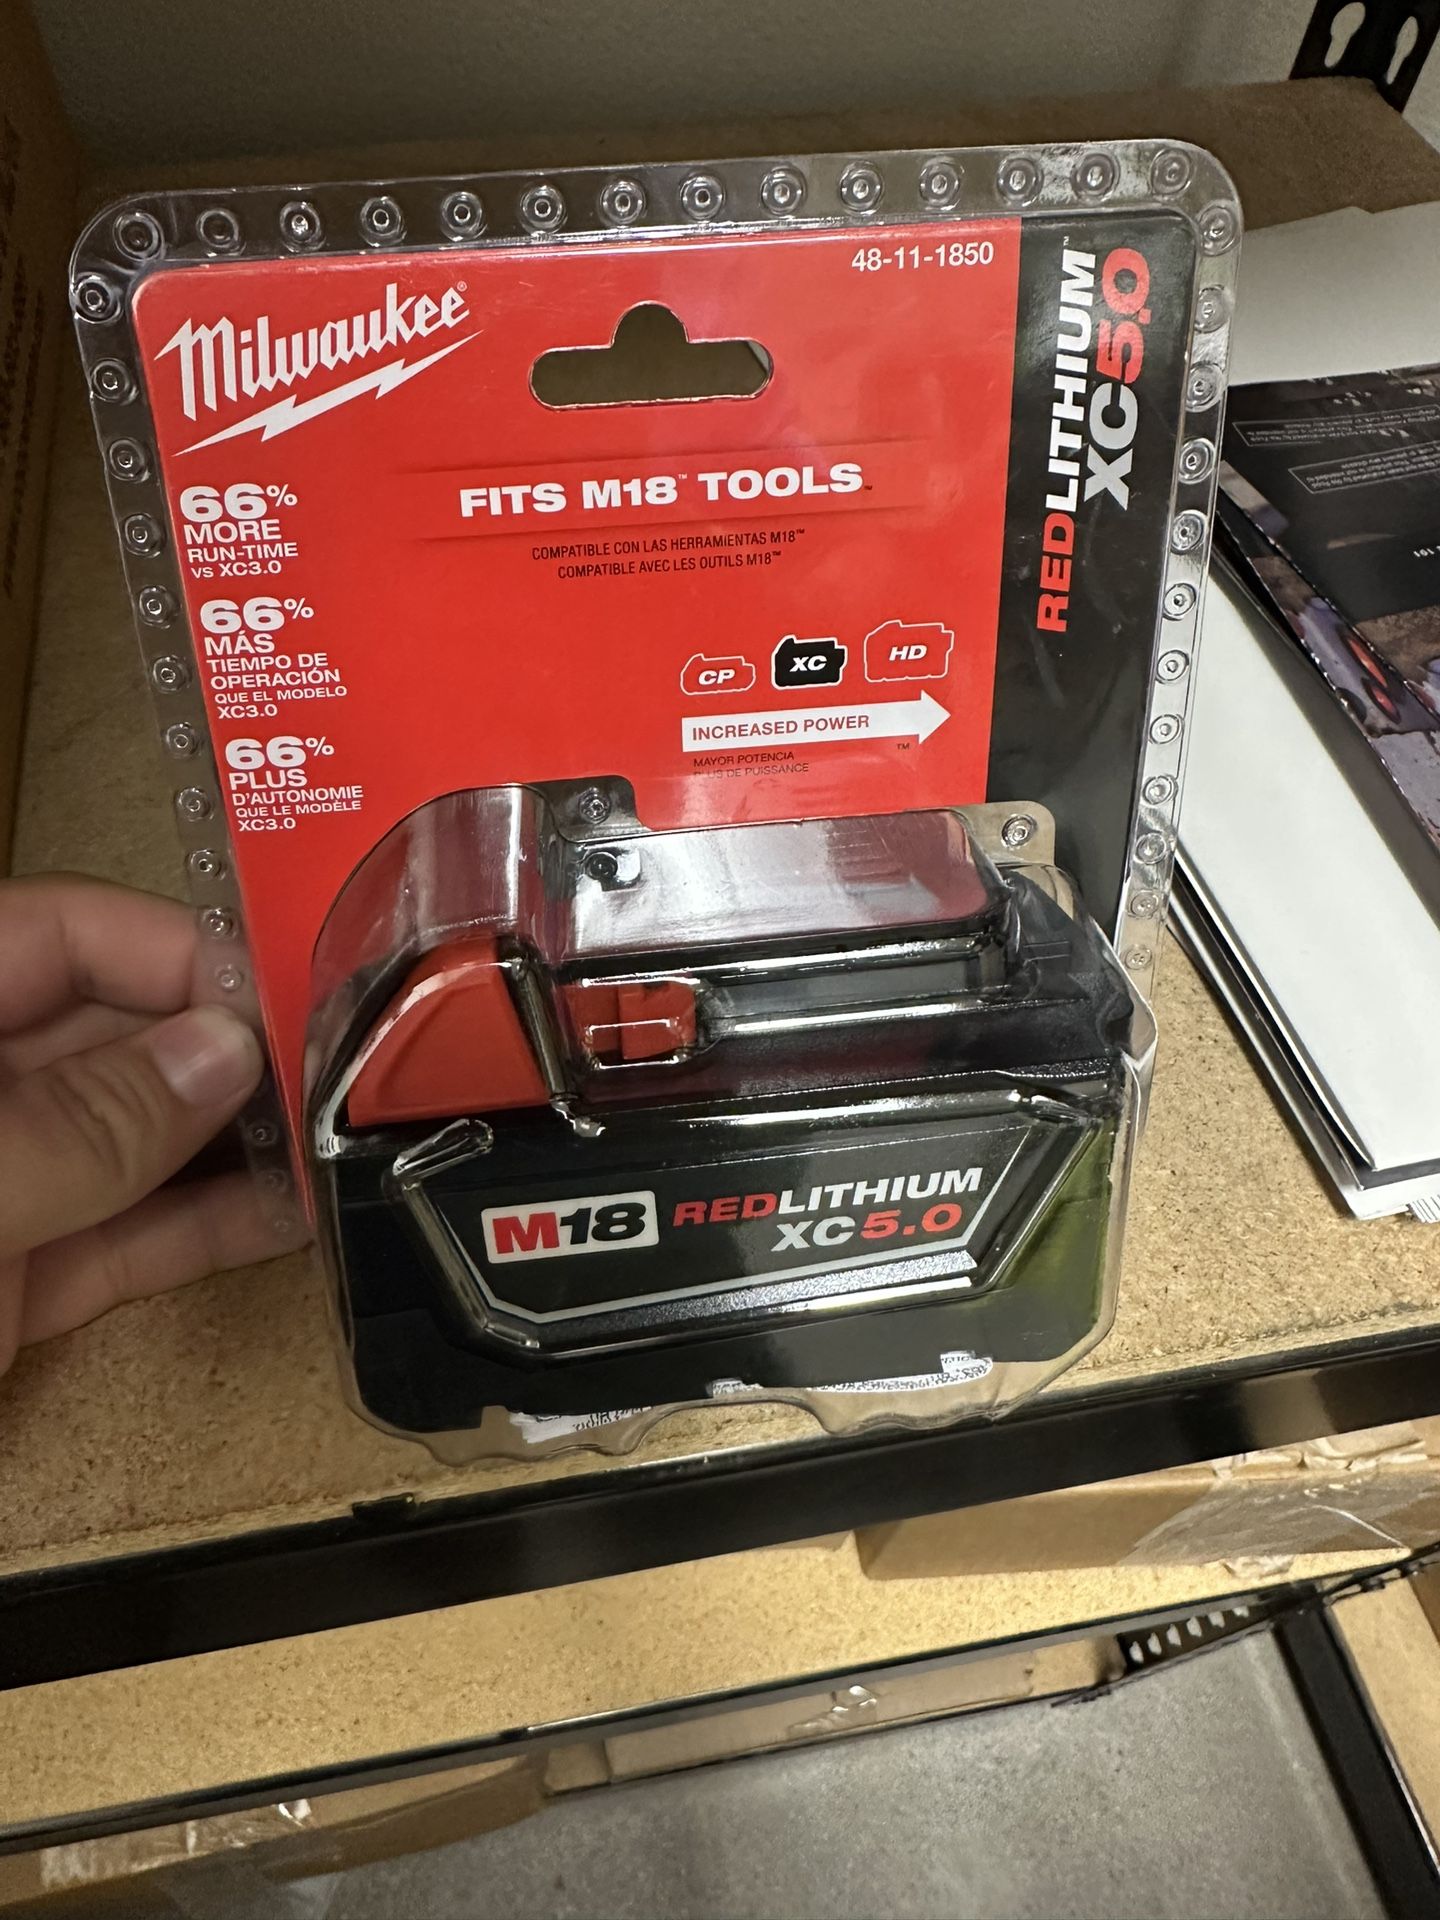 48-11-1850
Milwaukee®
REDLITHIUM™
XC5.0
FITS M18™ TOOLS™
COMPATIBLE CON LAS HERRAMIENTAS M18™
COMPATIBLE AVEC LES OUTILS M18™
66%
MORE
RUN-TIME
VS XC3.0
66%
MÁS
TIEMPO DE
OPERACIÓN
QUE EL MODELO
XC3.0
66%
PLUS
D'AUTONOMIE
QUE LE MODÈLE
XC3.0
CP XC HD
INCREASED POWER
™
MAYOR POTENCIA
PLUS DE PUISSANCE
M18 REDLITHIUM
XC5.0